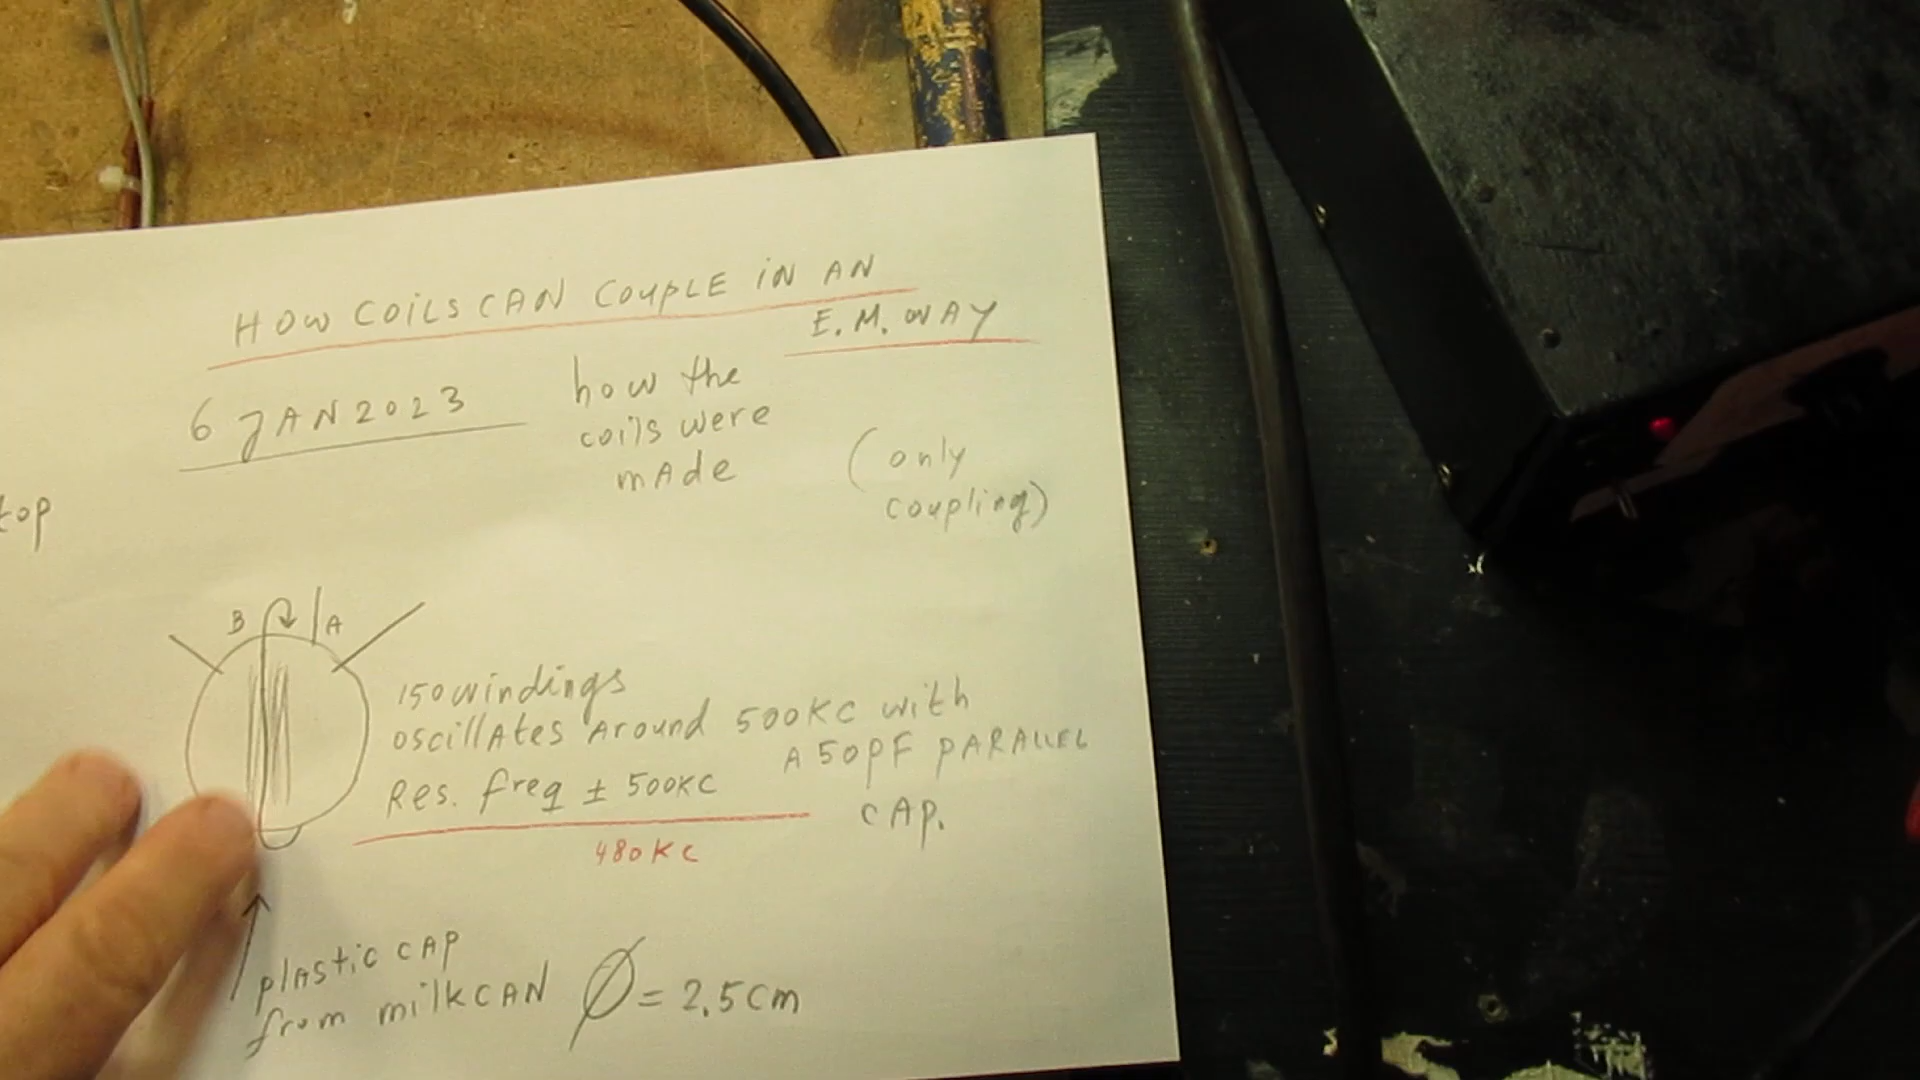 HOW COILS CAN COUPLE IN AN
E.M. WAY
6 JAN 2023
how the
coils were
made
(only
coupling)
top
B A
150 windings
oscillates around 500KC with
A 50pF PARALLEL
CAP.
Res. freq ± 500KC
480KC
plastic cap
from milkcan
Ø = 2.5cm